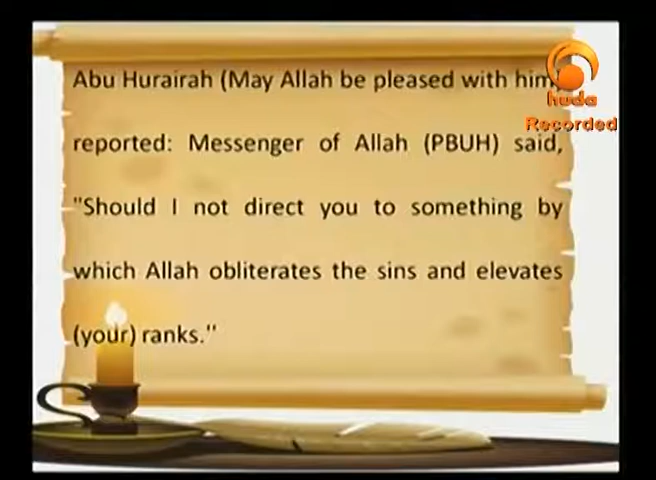 Abu Hurairah (May Allah be pleased with him)
reported: Messenger of Allah (PBUH) said,
"Should I not direct you to something by
which Allah obliterates the sins and elevates
(your) ranks."
huda
Recorded